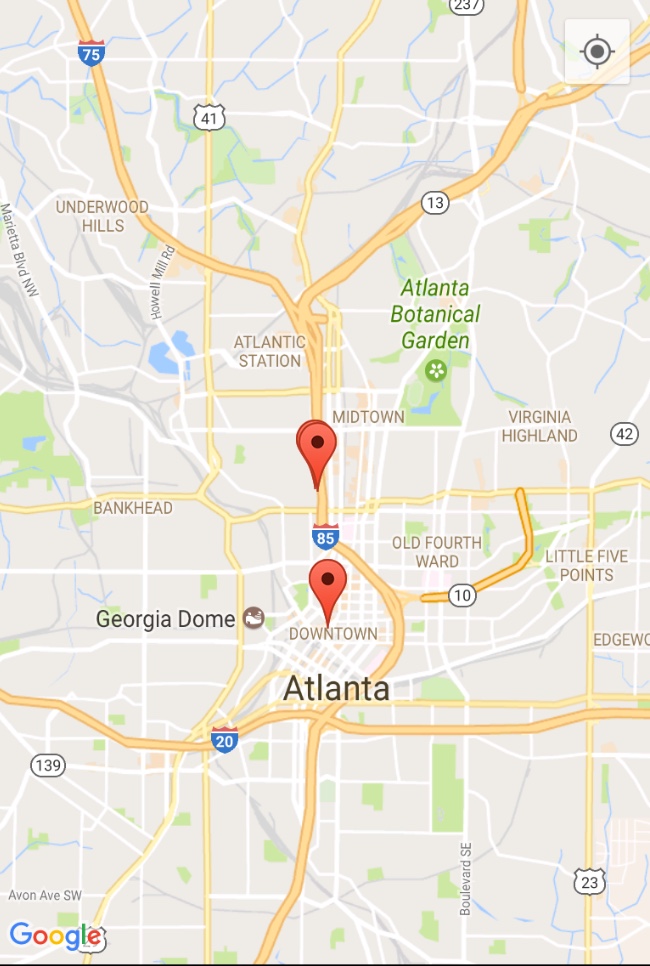 237
75
41
13
UNDERWOOD
HILLS
Marietta Blvd NW
Howell Mill Rd
Atlanta
Botanical
Garden
ATLANTIC
STATION
MIDTOWN
VIRGINIA
HIGHLAND
42
BANKHEAD
85
OLD FOURTH
WARD
LITTLE FIVE
POINTS
10
Georgia Dome
DOWNTOWN
EDGEWO
Atlanta
20
139
Boulevard SE
23
Avon Ave SW
Google